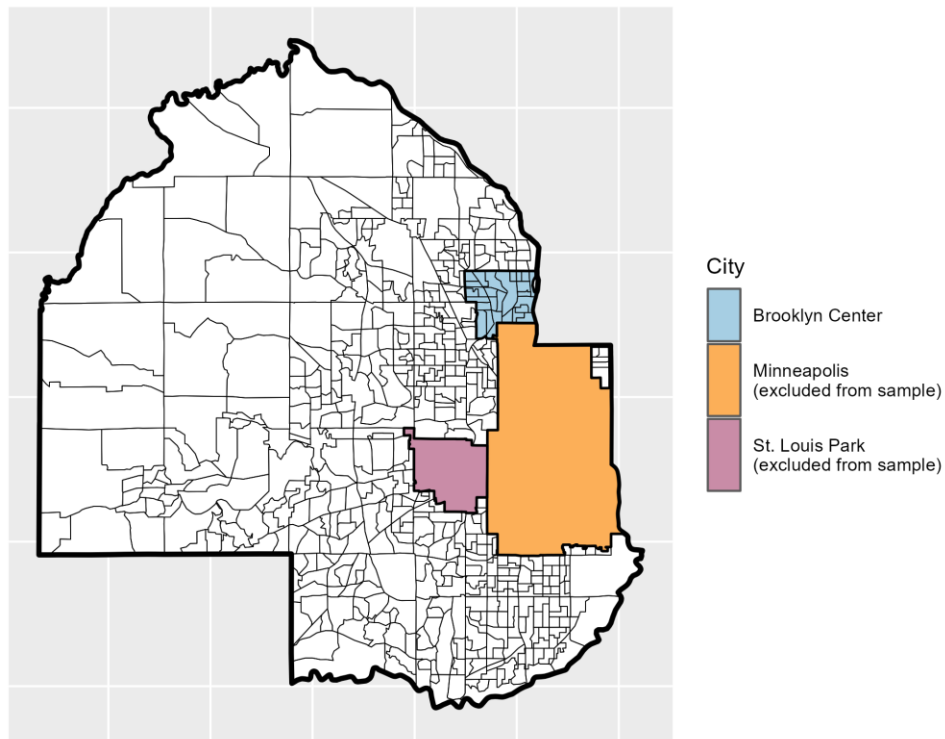 City
Brooklyn Center
Minneapolis
(excluded from sample)
St. Louis Park
(excluded from sample)